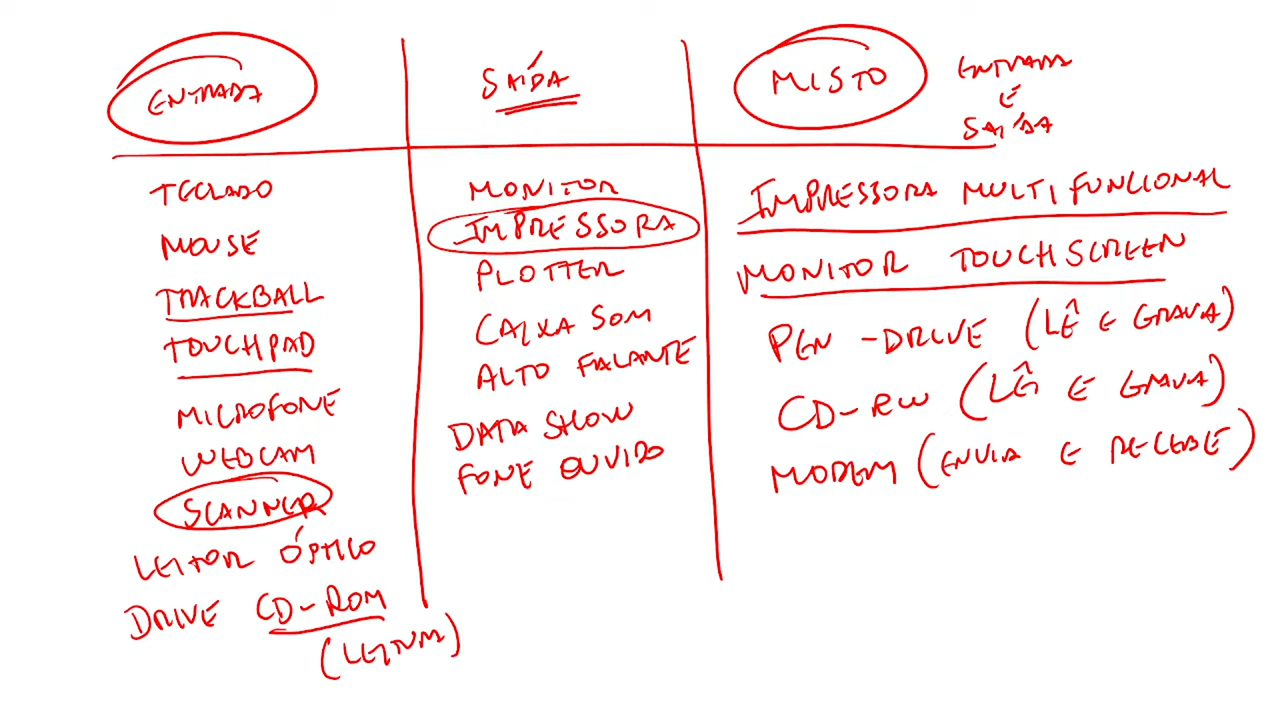 ENTRADA
TECLADO
MOUSE
TRACKBALL
TOUCHPAD
MICROFONE
WEBCAM
SCANNER
LEITOR ÓPTICO
DRIVE CD-ROM
(LEITURA)
SAÍDA
MONITOR
IMPRESSORA
PLOTTER
CAIXA SOM
ALTO FALANTE
DATA SHOW
FONE OUVIDO
MISTO
ENTRADA
E
SAÍDA
IMPRESSORA MULTIFUNCIONAL
MONITOR TOUCHSCREEN
PEN-DRIVE (LÊ E GRAVA)
CD-RW (LÊ E GRAVA)
MODEM (ENVIA E RECEBE)